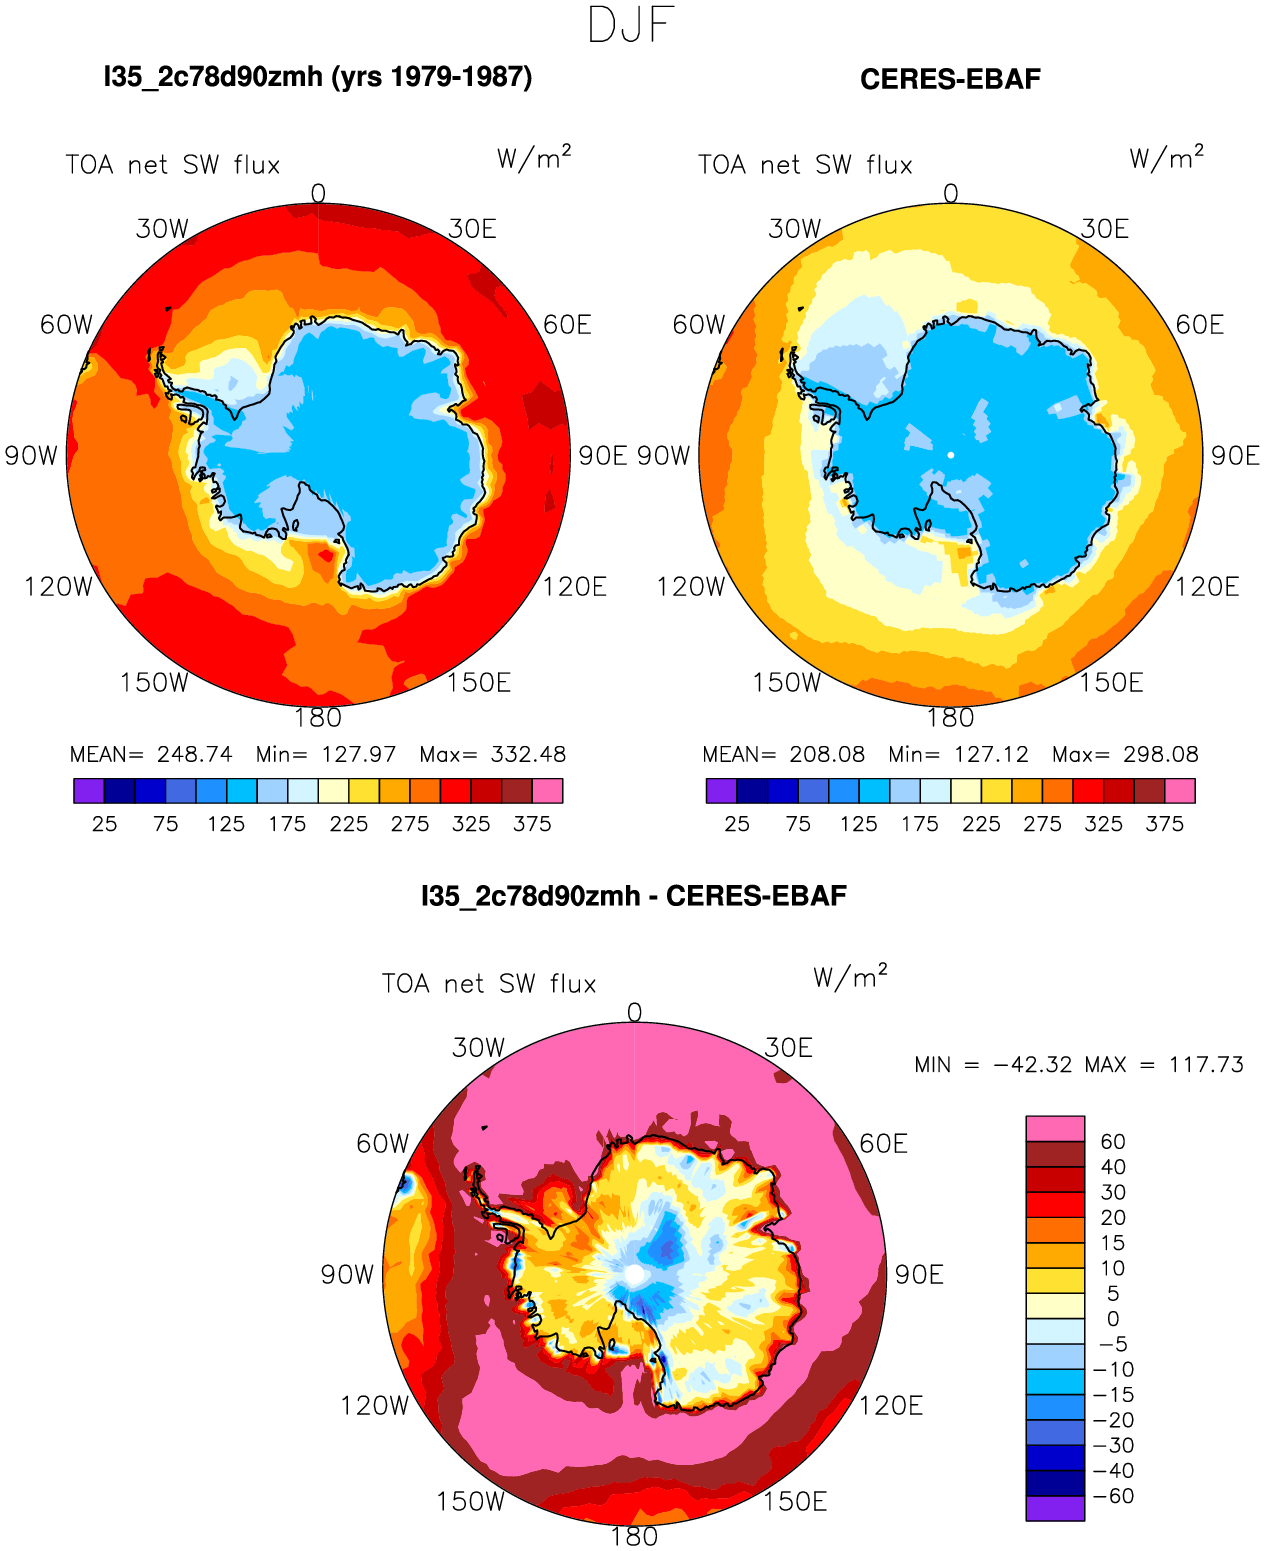 DJF
I35_2c78d90zmh (yrs 1979-1987)
CERES-EBAF
TOA net SW flux W/m²
TOA net SW flux W/m²
0
30W 30E
60W 60E
90W 90E
120W 120E
150W 150E
180
0
30W 30E
60W 60E
90W 90E
120W 120E
150W 150E
180
MEAN= 248.74 Min= 127.97 Max= 332.48
25 75 125 175 225 275 325 375
MEAN= 208.08 Min= 127.12 Max= 298.08
25 75 125 175 225 275 325 375
I35_2c78d90zmh - CERES-EBAF
TOA net SW flux W/m²
0
30W 30E
60W 60E
90W 90E
120W 120E
150W 150E
180
MIN = −42.32 MAX = 117.73
60
40
30
20
15
10
5
0
−5
−10
−15
−20
−30
−40
−60